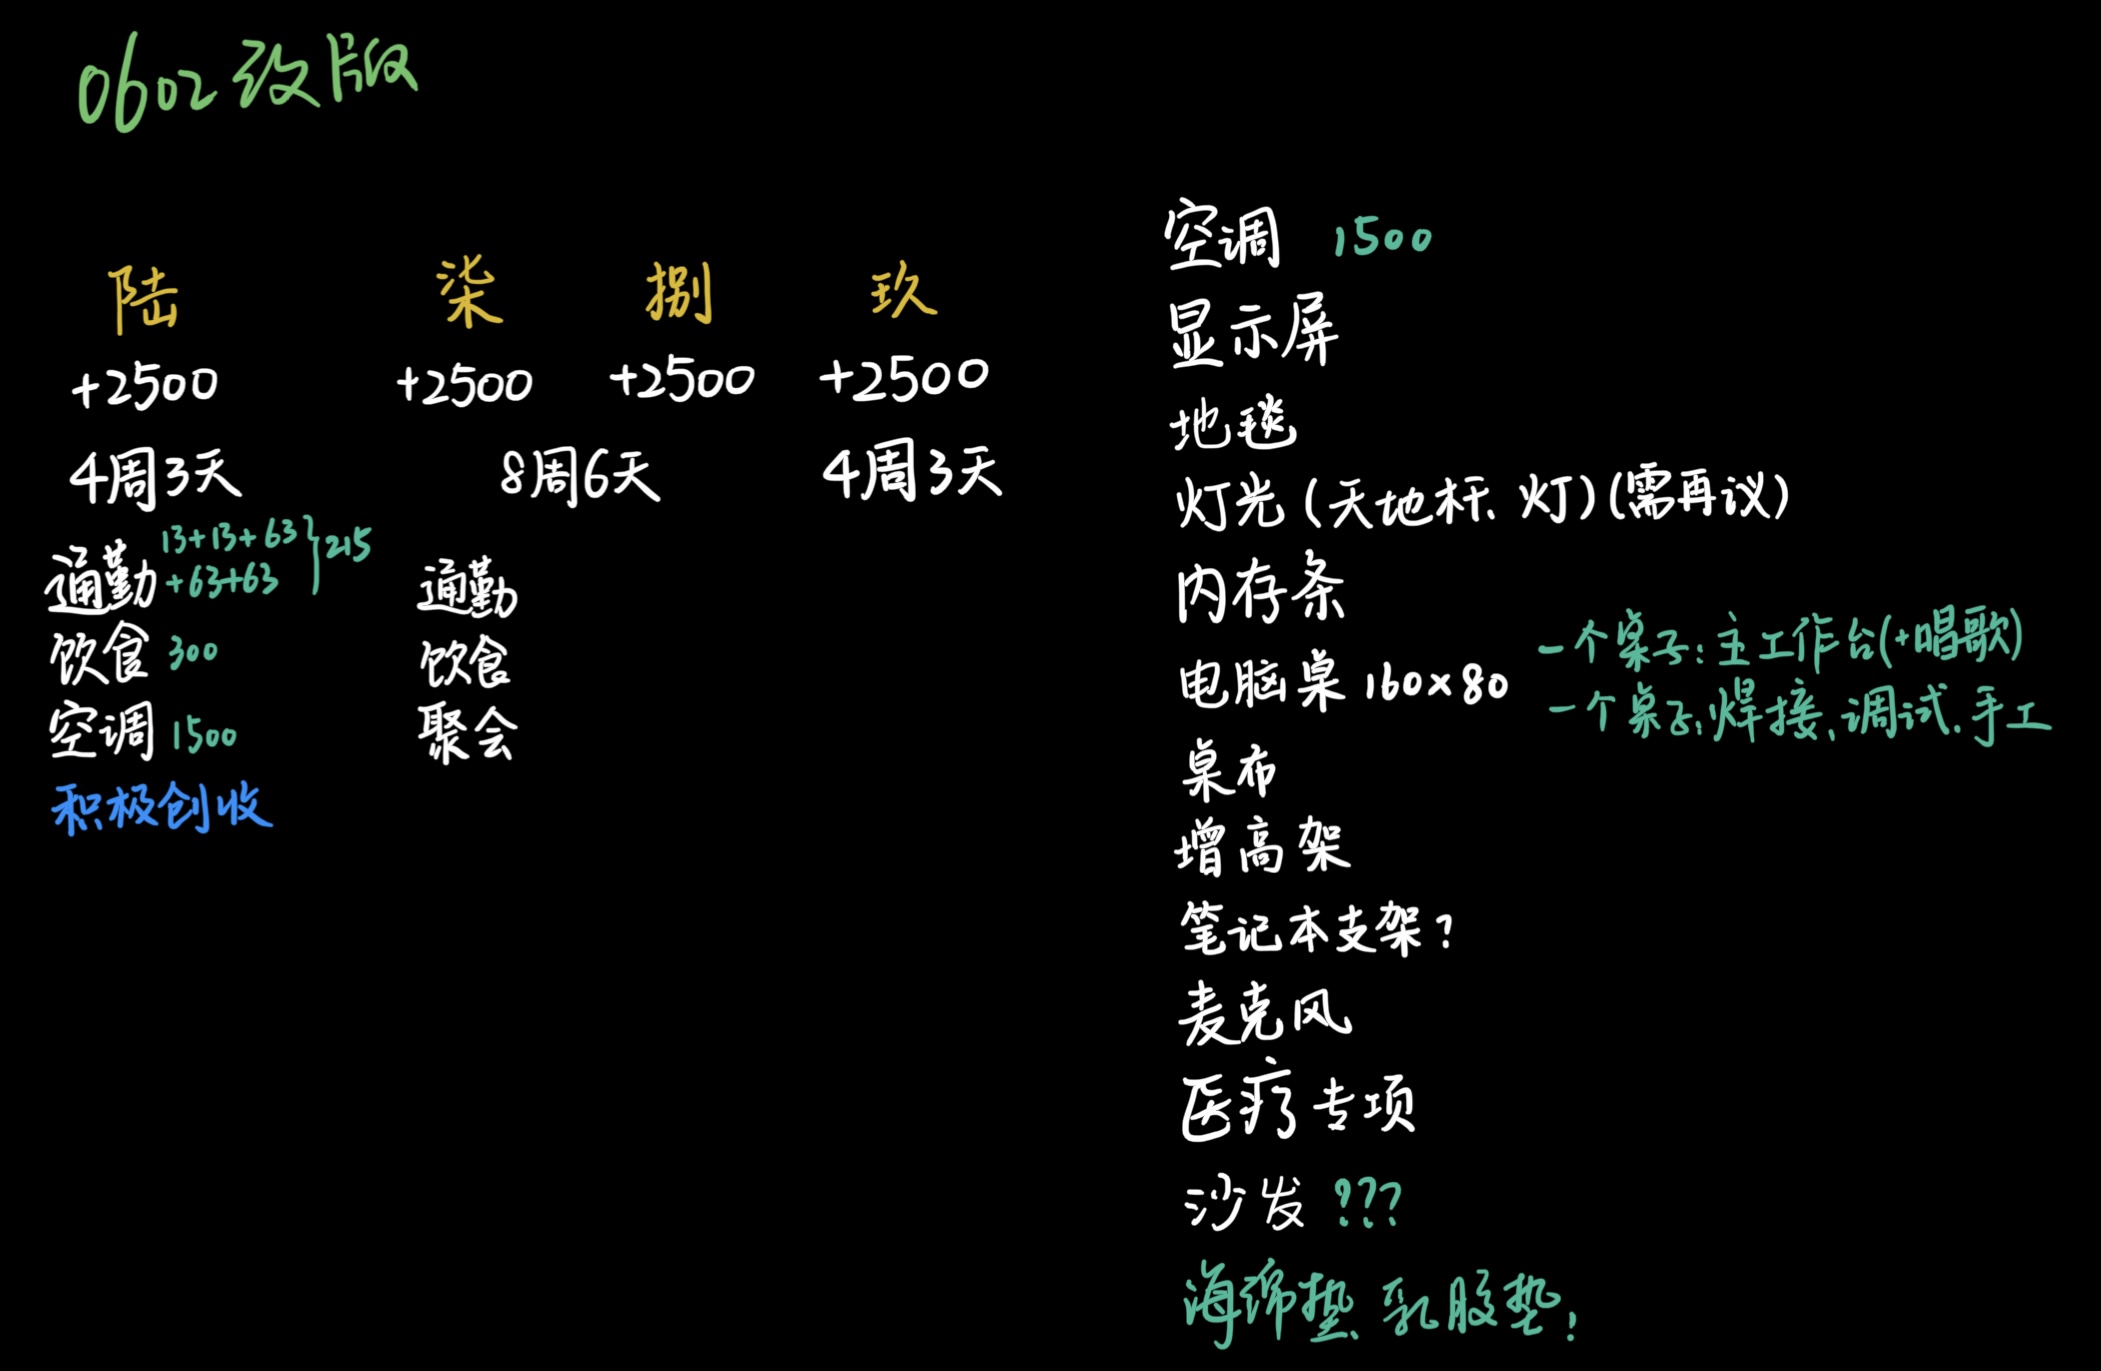 0602改版
陆 柒 捌 玖
+2500 +2500 +2500 +2500
4周3天 8周6天 4周3天
通勤 13+13+63+63+63}215
饮食 300
空调 1500
积极创收
通勤
饮食
聚会
空调 1500
显示屏
地毯
灯光(天地杆、灯)(需再议)
内存条
电脑桌 160×80
一个桌子:主工作台(+唱歌)
一个桌子:焊接、调试、手工
桌布
增高架
笔记本支架?
麦克风
医疗专项
沙发 ???
海绵垫、乳胶垫;